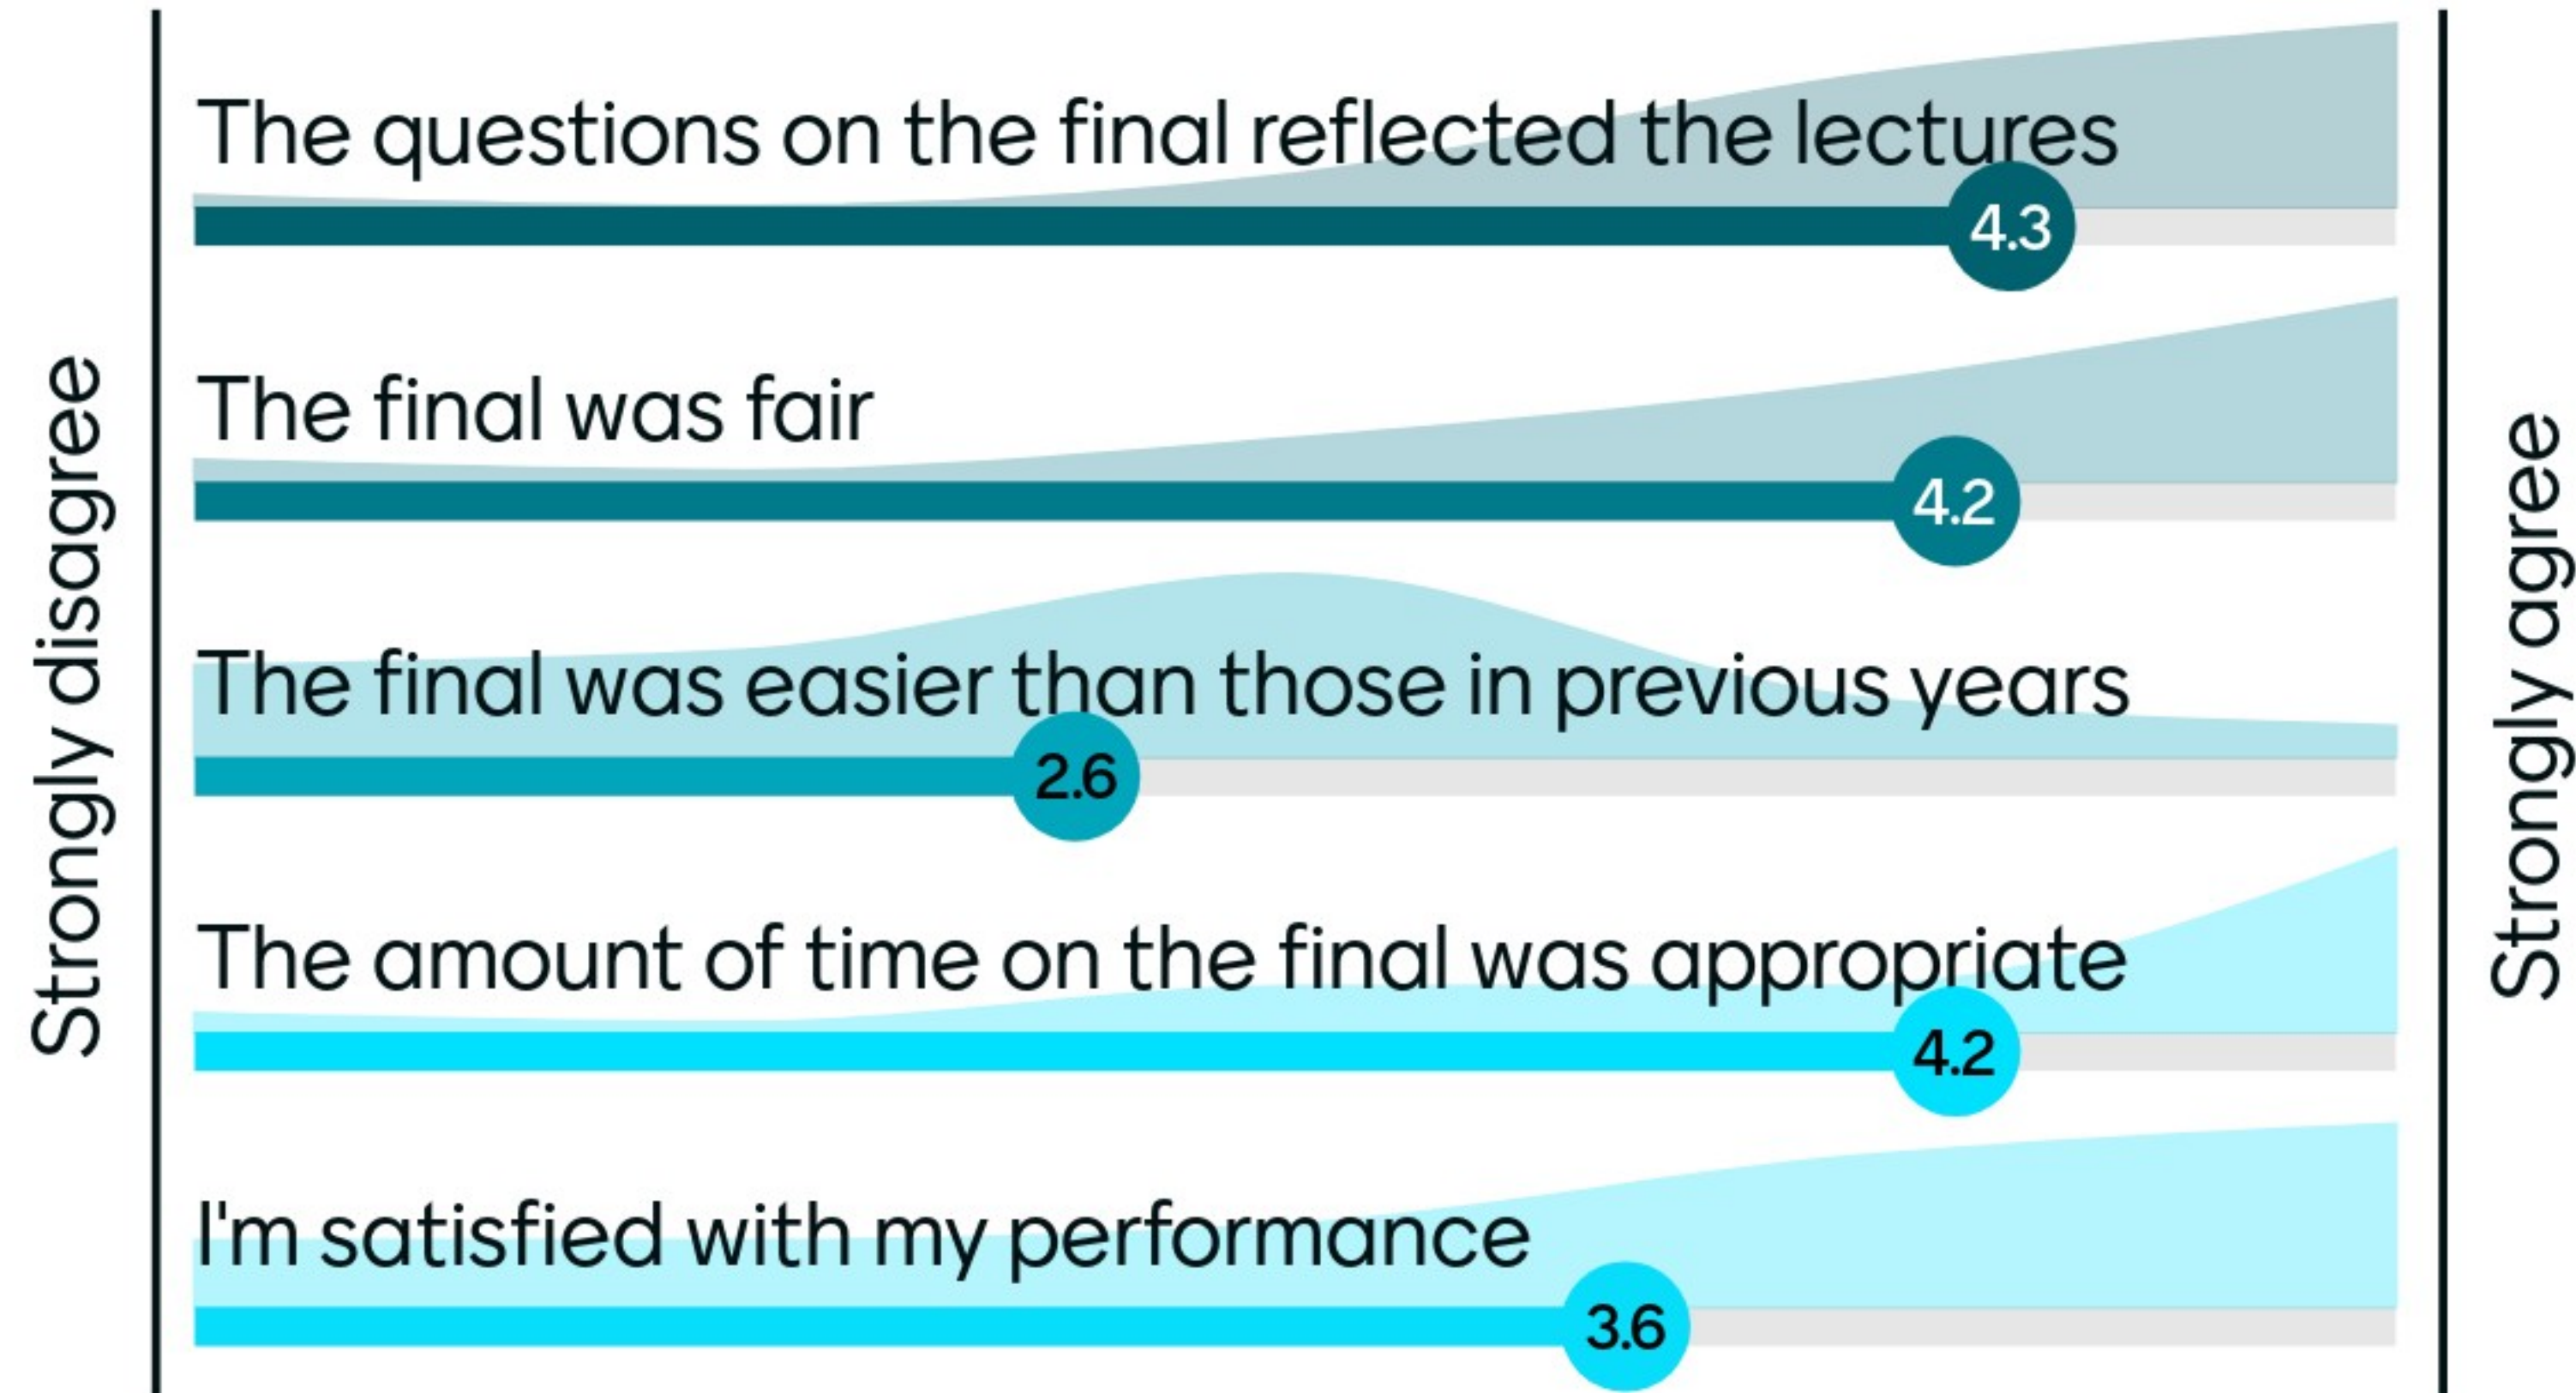 Strongly disagree
The questions on the final reflected the lectures
4.3
The final was fair
4.2
The final was easier than those in previous years
2.6
The amount of time on the final was appropriate
4.2
I'm satisfied with my performance
3.6
Strongly agree